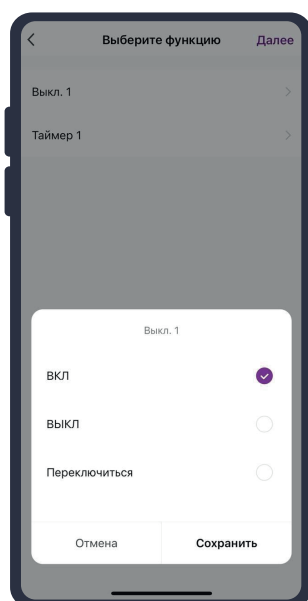 Выберите функцию Далее
Выкл. 1
Таймер 1
Выкл. 1
ВКЛ
ВЫКЛ
Переключиться
Отмена Сохранить